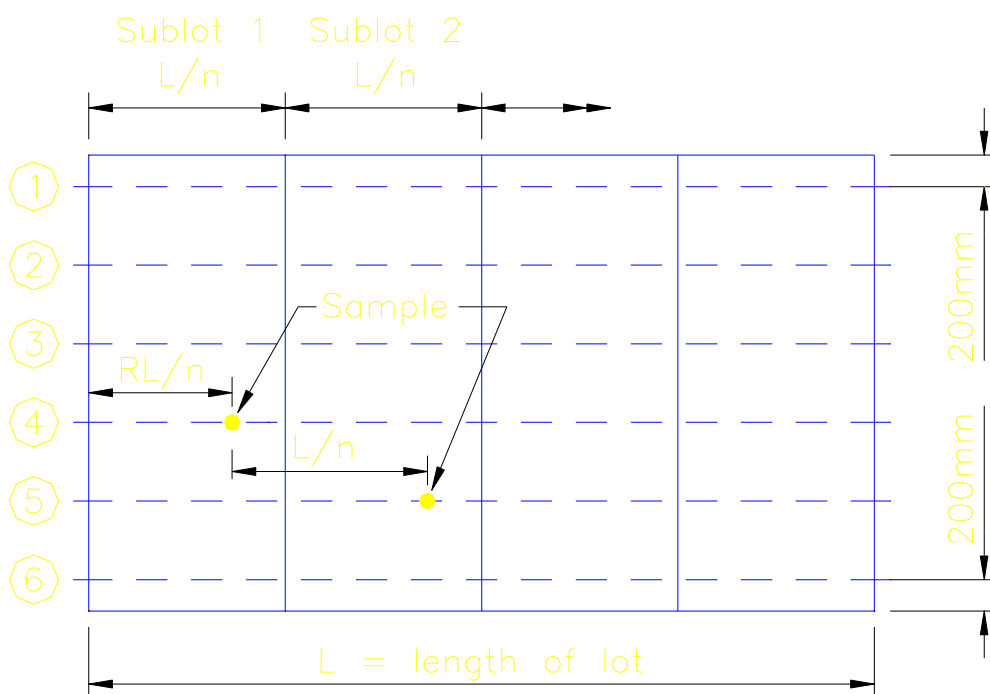 Sublot 1 Sublot 2
L/n L/n
1
2
200mm
Sample
3
RL/n
4
L/n
5
200mm
6
L = length of lot